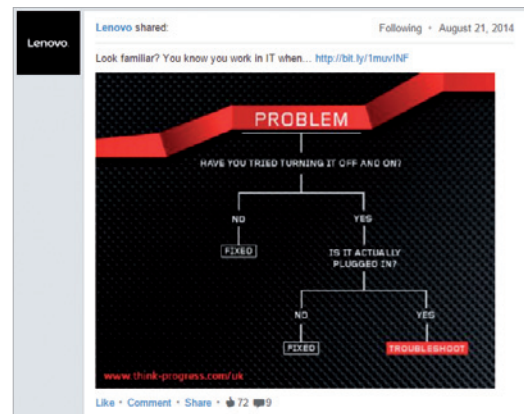 Lenovo
Lenovo shared:
Following • August 21, 2014
Look familiar? You know you work in IT when... http://bit.ly/1muvINF
PROBLEM
HAVE YOU TRIED TURNING IT OFF AND ON?
NO
YES
FIXED
IS IT ACTUALLY
PLUGGED IN?
NO
YES
FIXED
TROUBLESHOOT
www.think-progress.com/uk
Like • Comment • Share • 72 9